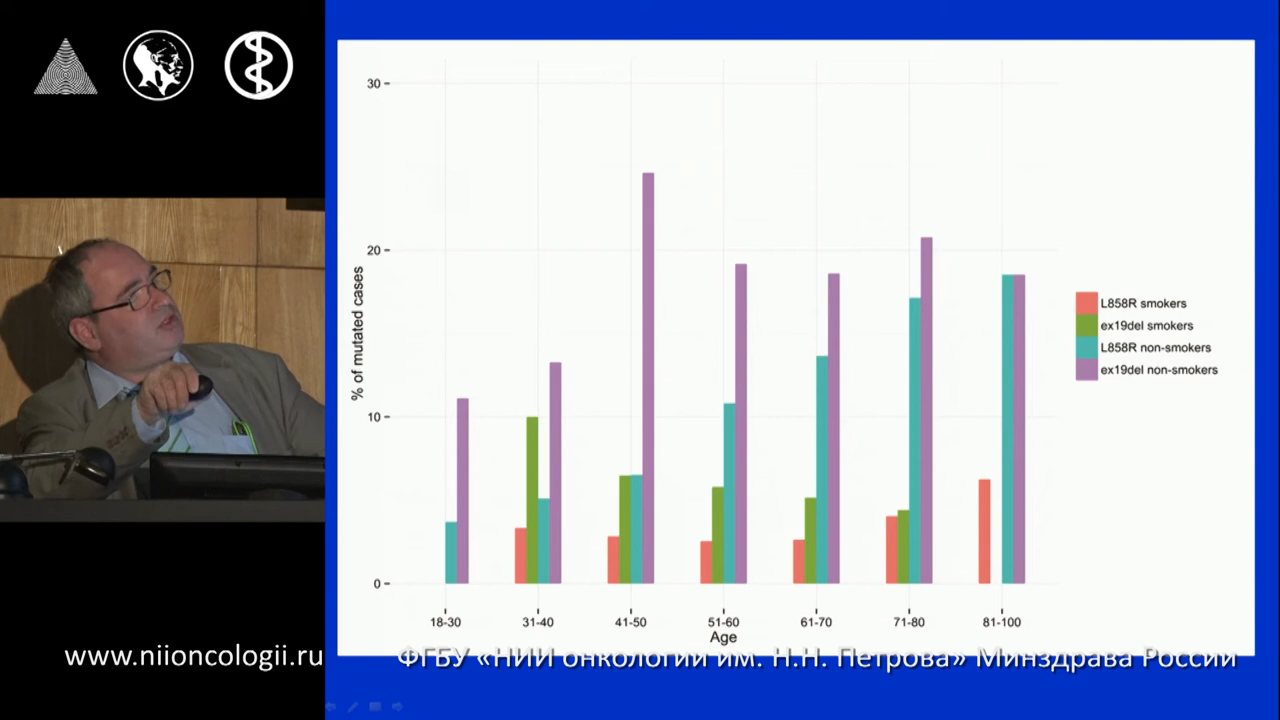 30
20
10
0
% of mutated cases
18-30 31-40 41-50 51-60 61-70 71-80 81-100
Age
L858R smokers
ex19del smokers
L858R non-smokers
ex19del non-smokers
www.niioncologii.ru
ФГБУ «НИИ онкологии им. Н.Н. Петрова» Минздрава России